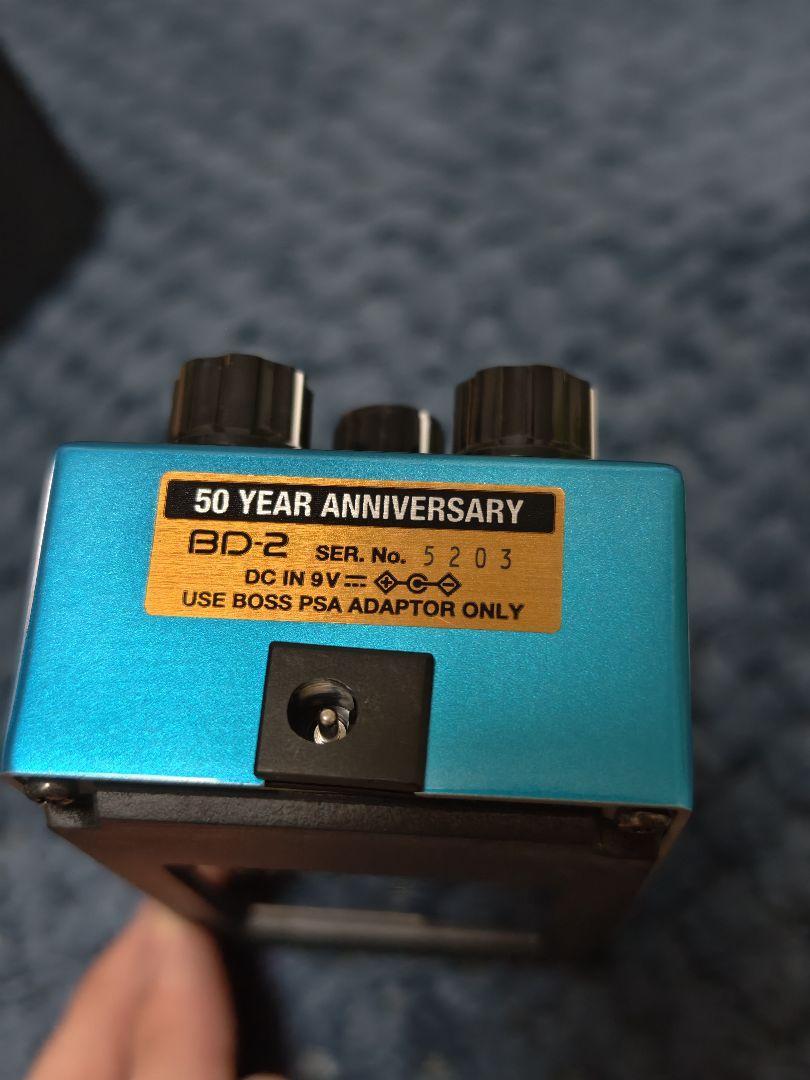 50 YEAR ANNIVERSARY
BD-2 SER. No. 5203
DC IN 9V
USE BOSS PSA ADAPTOR ONLY